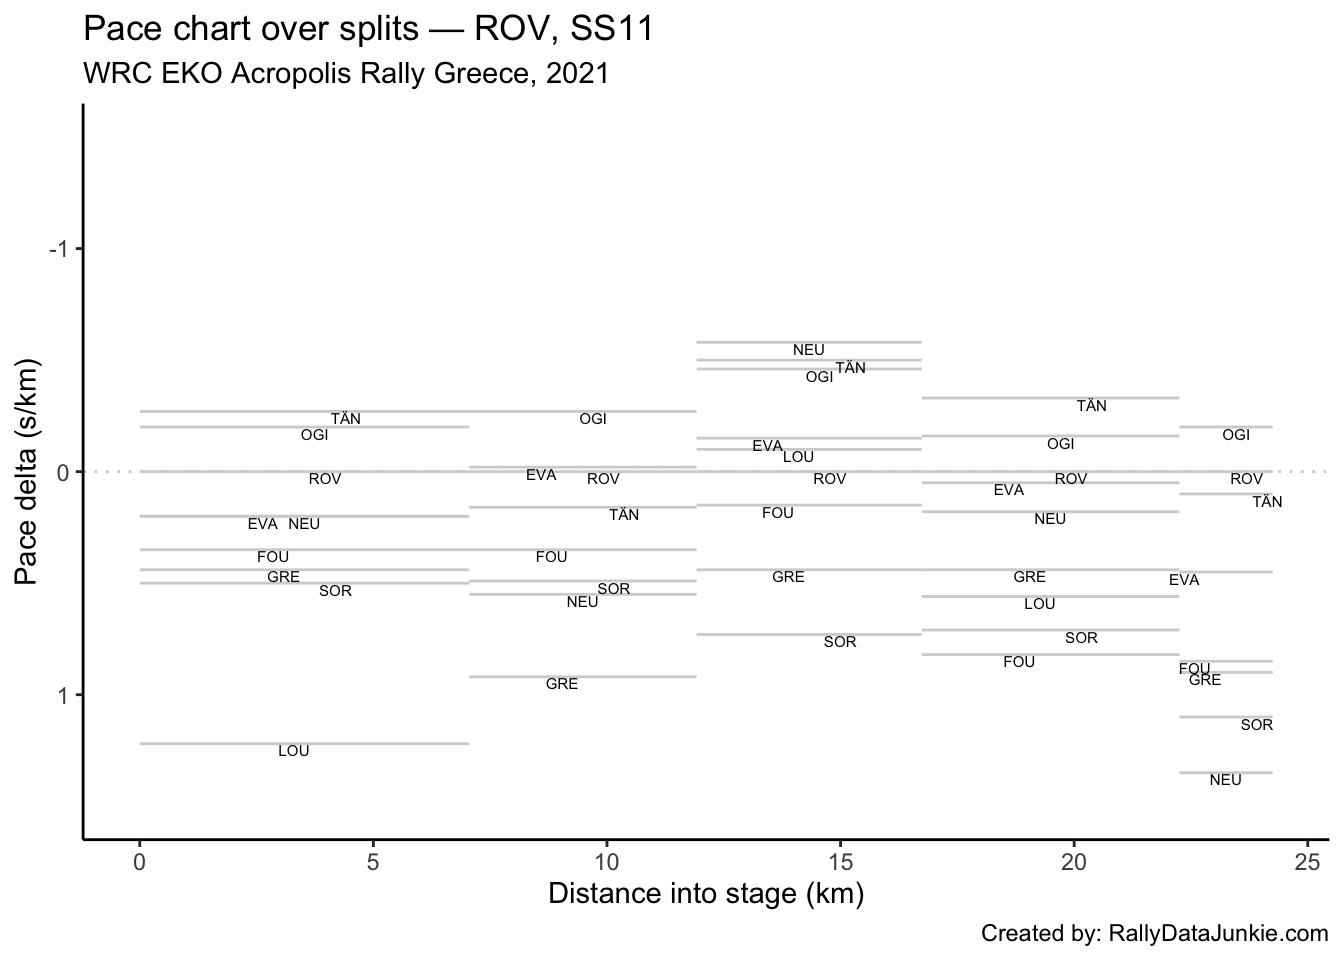 Pace chart over splits — ROV, SS11
WRC EKO Acropolis Rally Greece, 2021
Pace delta (s/km)
-1
0
1
TÄN
OGI
ROV
EVA NEU
FOU
GRE
SOR
LOU
OGI
EVA
ROV
TÄN
FOU
SOR
NEU
GRE
NEU
TÄN
OGI
EVA
LOU
ROV
FOU
GRE
SOR
TÄN
OGI
ROV
EVA
NEU
GRE
LOU
SOR
FOU
OGI
ROV
TÄN
EVA
FOU
GRE
SOR
NEU
0 5 10 15 20 25
Distance into stage (km)
Created by: RallyDataJunkie.com